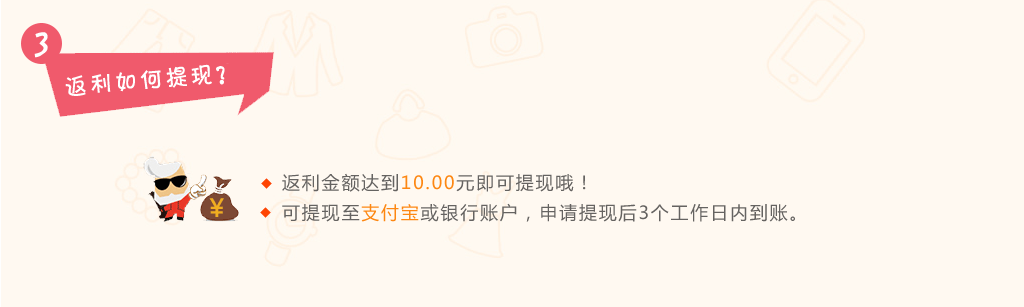 3
返利如何提现?
返利金额达到10.00元即可提现哦！
可提现至支付宝或银行账户，申请提现后3个工作日内到账。
¥